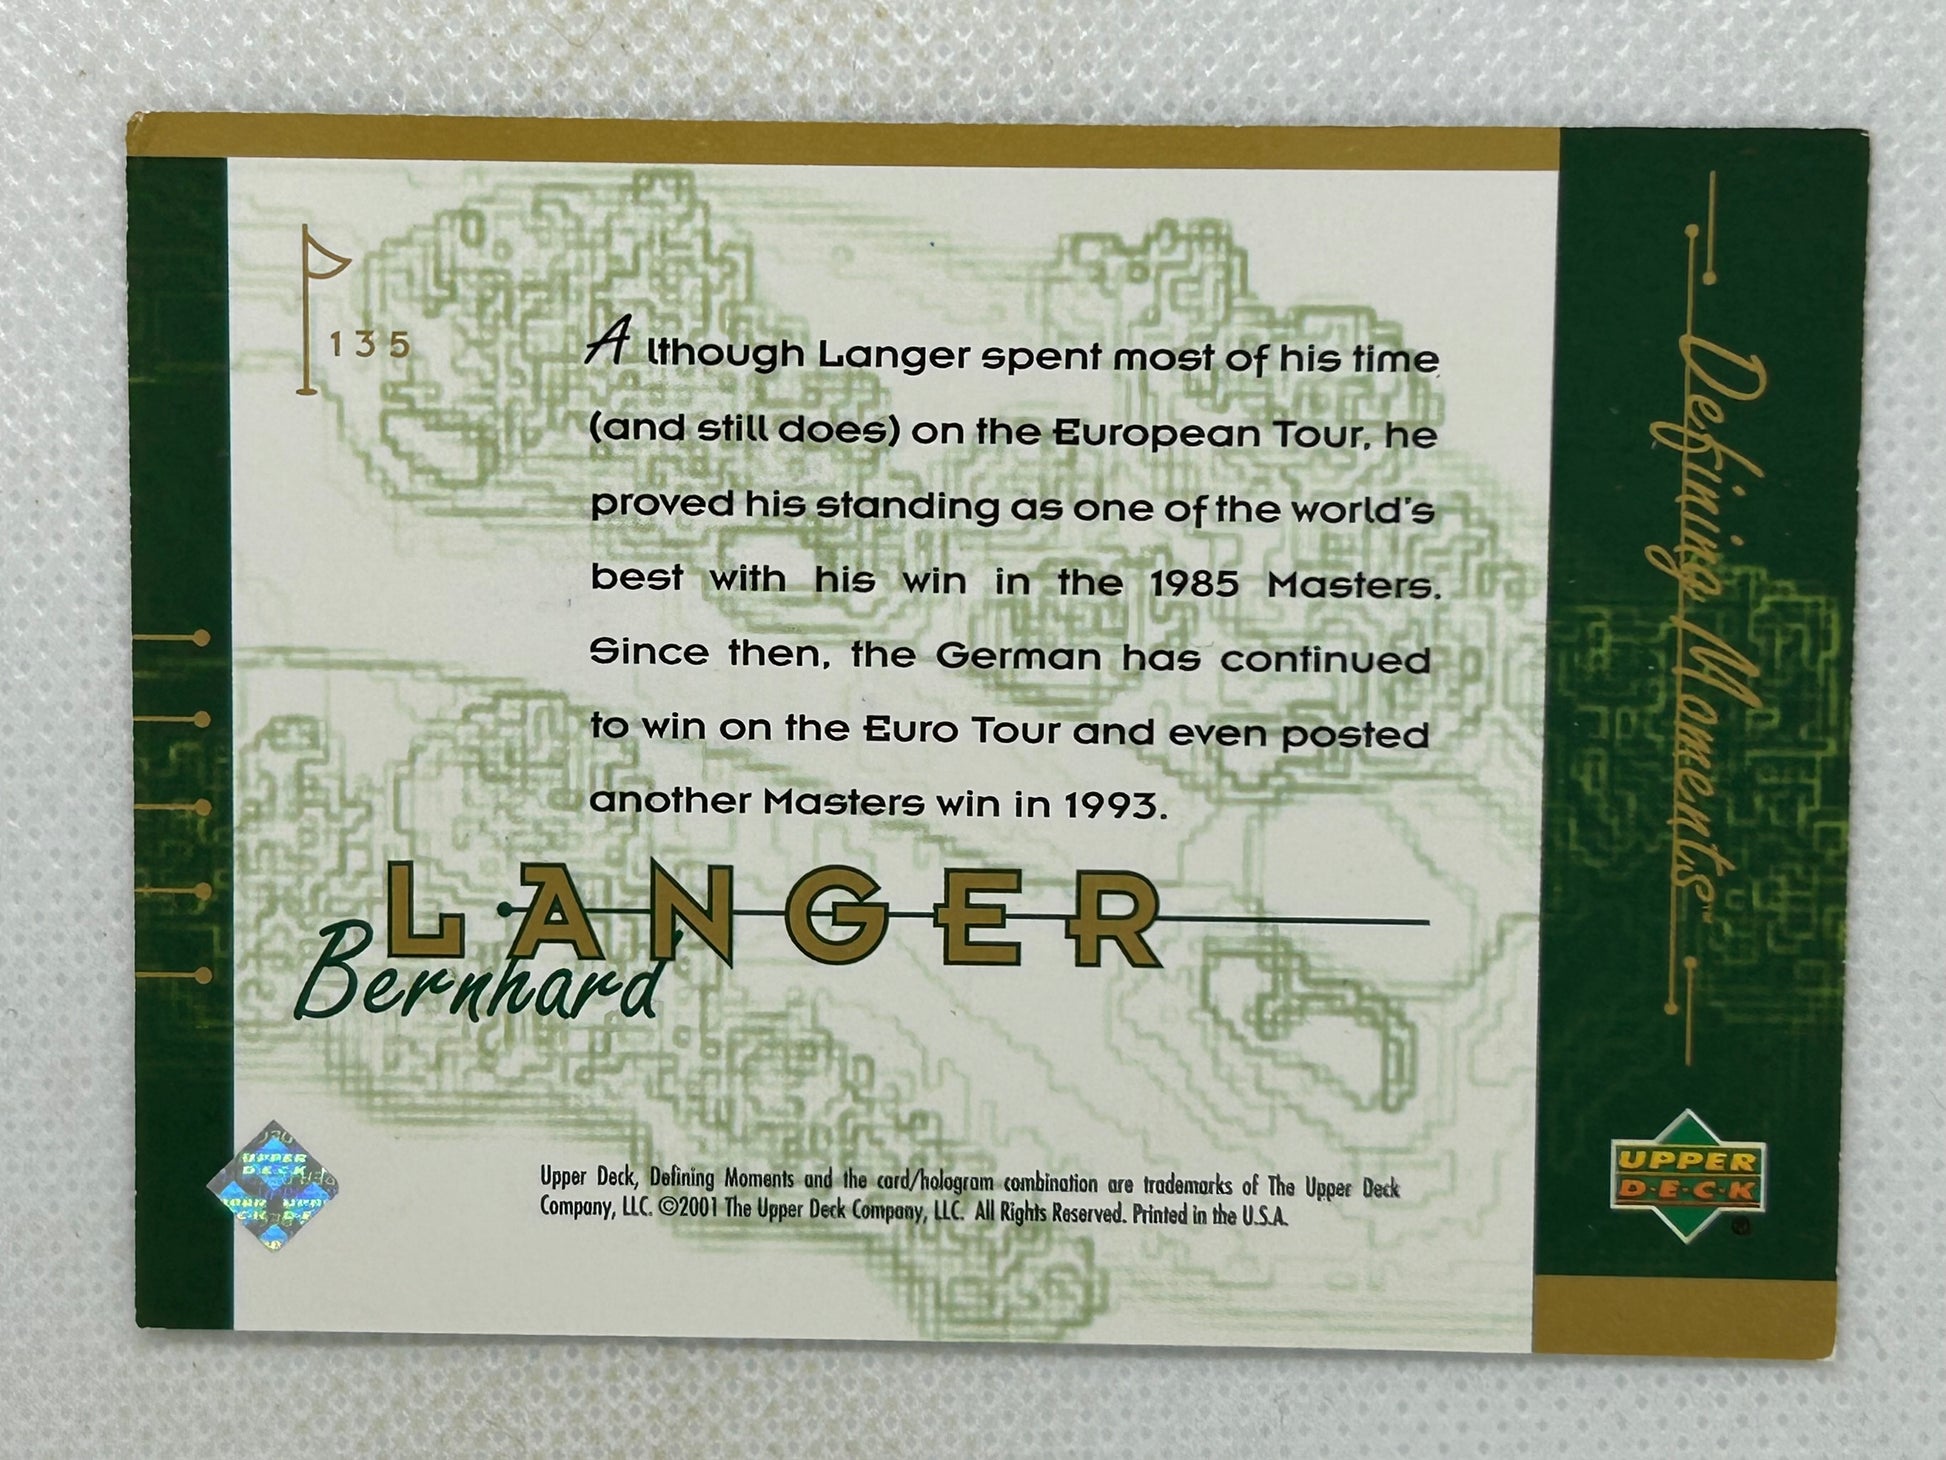 135
Although Langer spent most of his time
(and still does) on the European Tour, he
proved his standing as one of the world's
best with his win in the 1985 Masters.
Since then, the German has continued
to win on the Euro Tour and even posted
another Masters win in 1993.
LANGER
Bernhard
Upper Deck, Defining Moments and the card/hologram combination are trademarks of The Upper Deck
Company, LLC. ©2001 The Upper Deck Company, LLC. All Rights Reserved. Printed in the U.S.A.
Defining Moments™
UPPER
D·E·C·K
UPPER
DECK